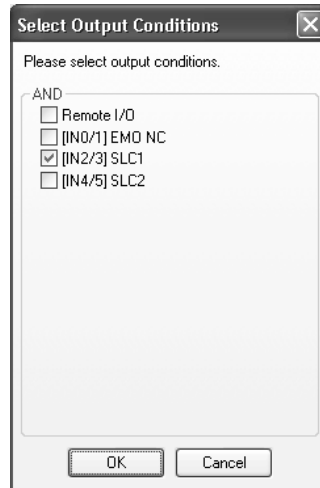 Select Output Conditions
Please select output conditions.
AND
Remote I/O
[IN0/1] EMO NC
[IN2/3] SLC1
[IN4/5] SLC2
OK
Cancel